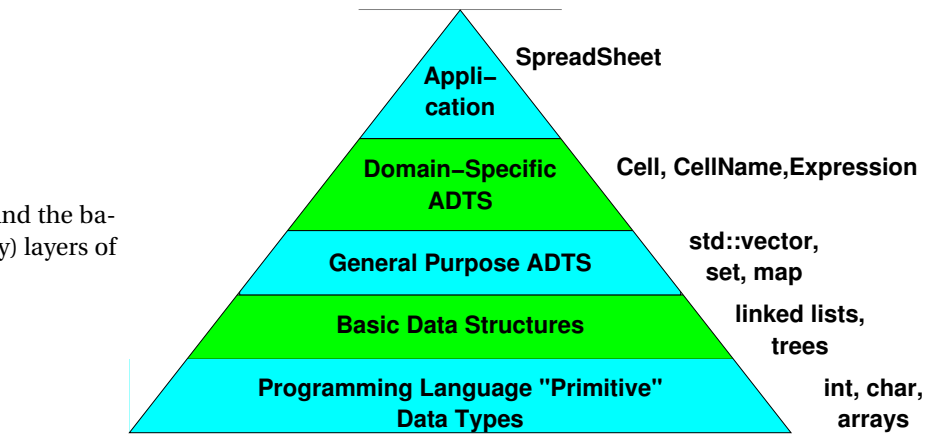 SpreadSheet
Appli–
cation
Domain–Specific
ADTS
Cell, CellName,Expression
and the ba-
y) layers of
General Purpose ADTS
std::vector,
set, map
Basic Data Structures
linked lists,
trees
Programming Language "Primitive"
Data Types
int, char,
arrays